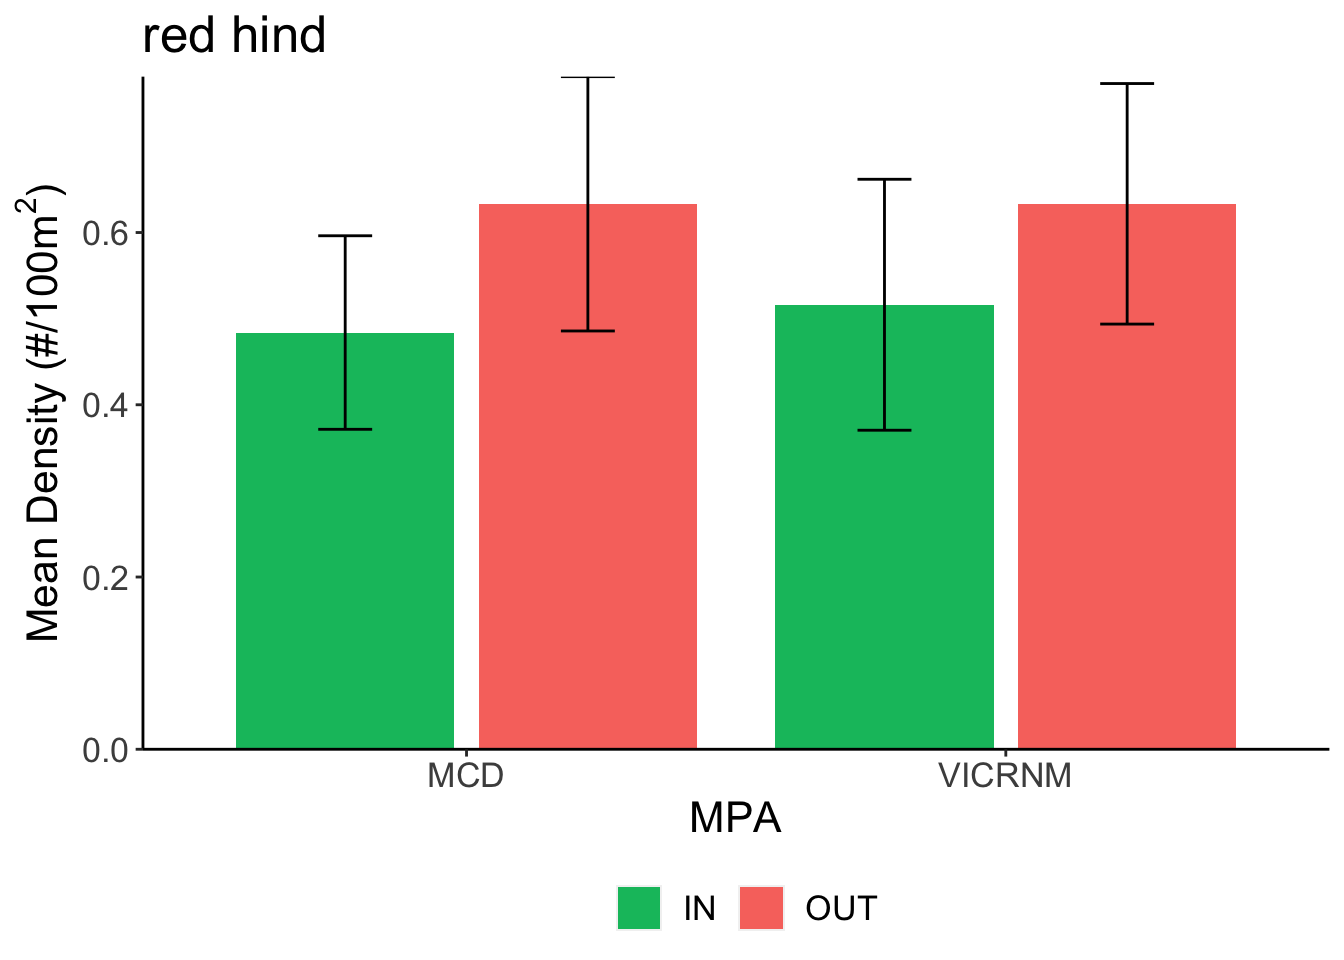 red hind
Mean Density (#/100m²)
0.6
0.4
0.2
0.0
MCD VICRNM
MPA
IN OUT